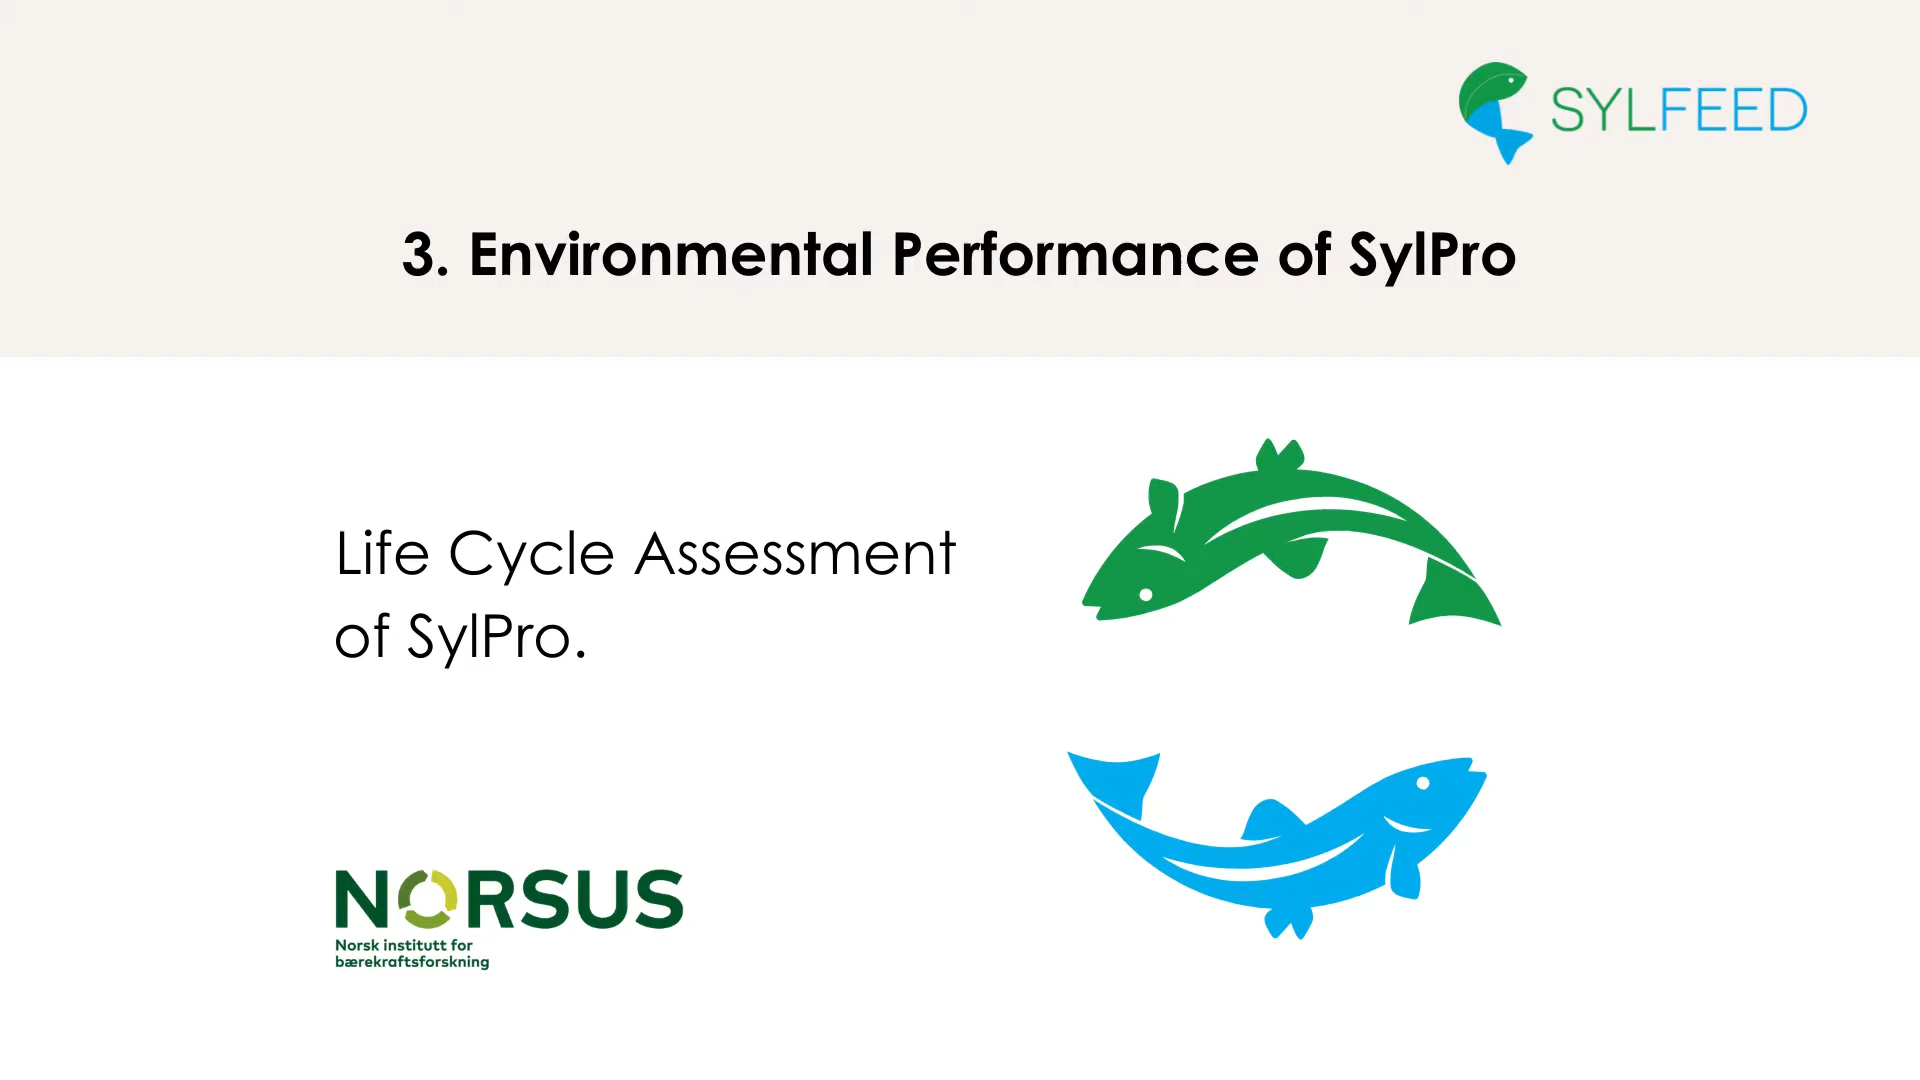 SYLFEED
3. Environmental Performance of SylPro
Life Cycle Assessment
of SylPro.
NORSUS
Norsk institutt for
bærekraftsforskning